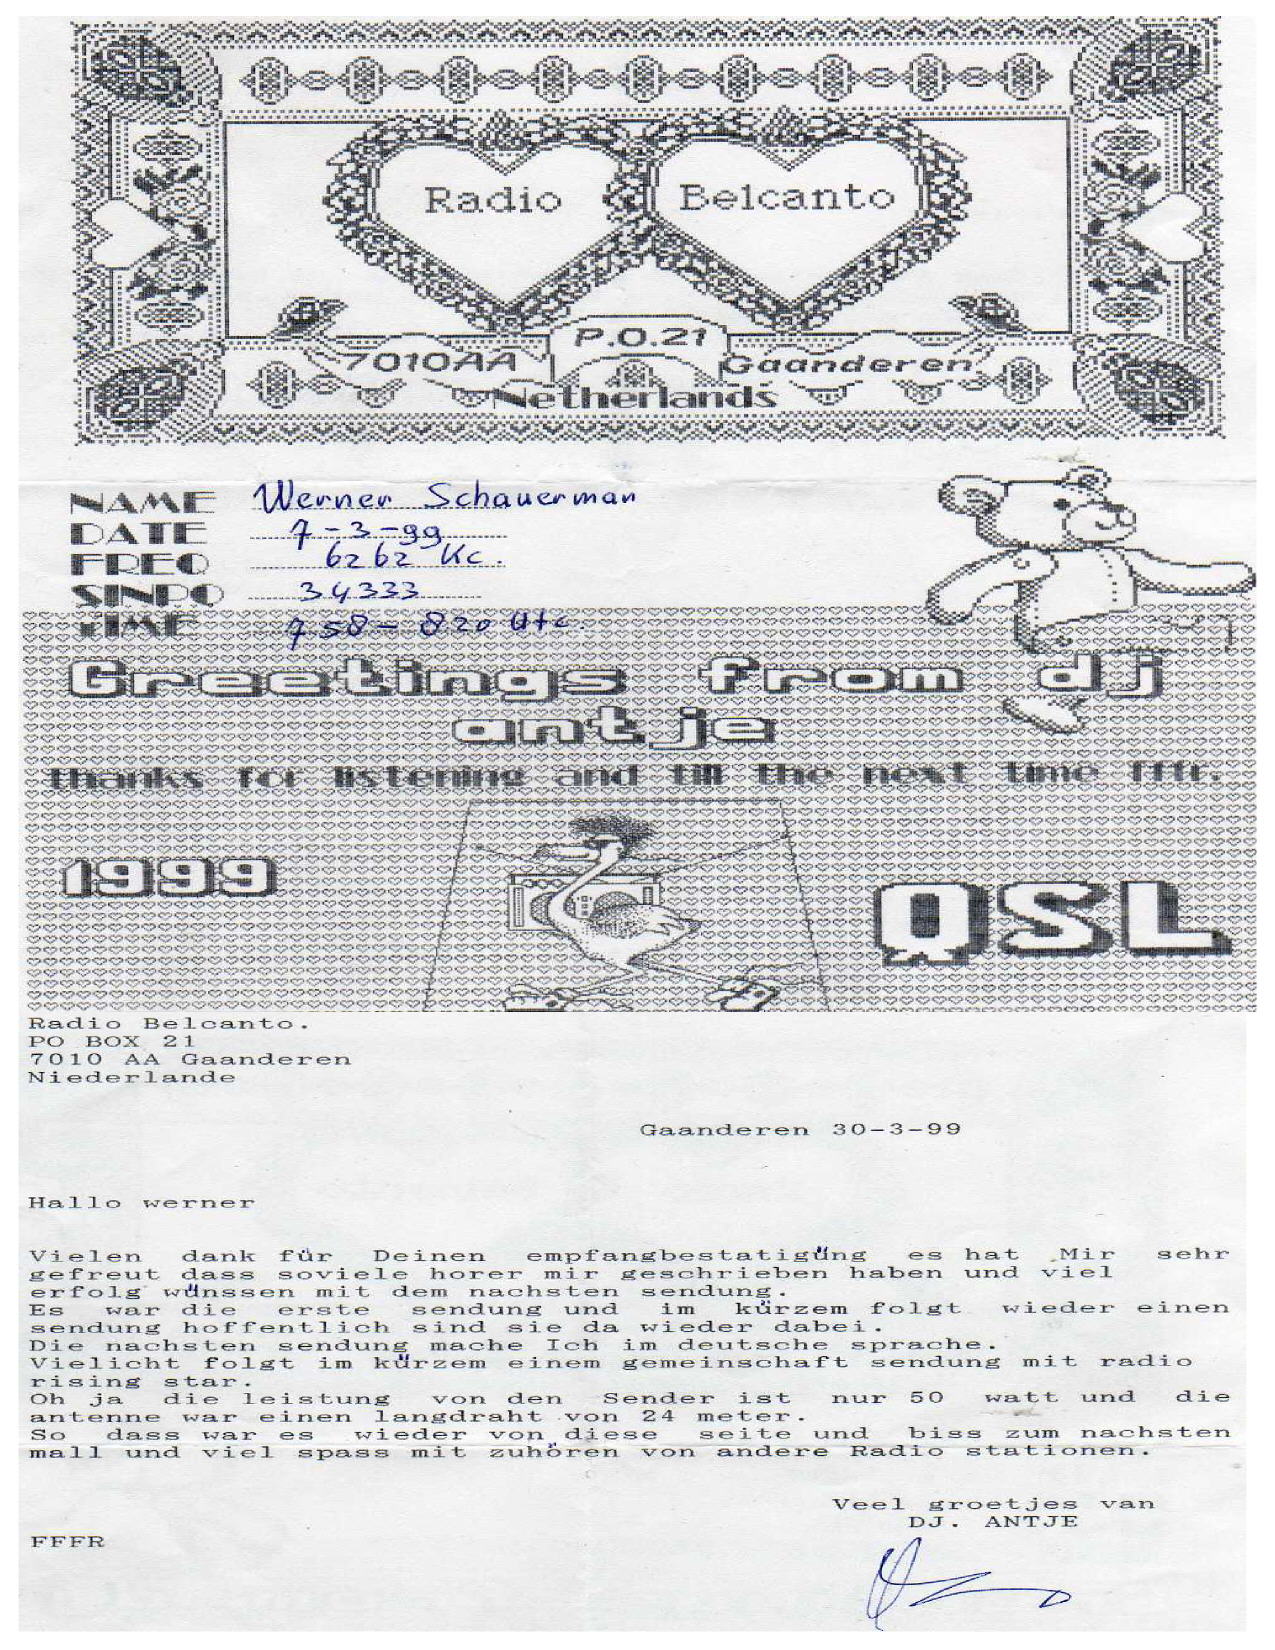 Radio Belcanto
P.O.21
7010AA Gaanderen
Netherlands
NAME Werner Schauerman
DATE 7-3-99
FREQ 6262 Kc.
SINPO 34333
TIME 758-820 Utc.
Greetings from dj
antje
thanks for listening and till the next time fffr.
1999
QSL
Radio Belcanto.
PO BOX 21
7010 AA Gaanderen
Niederlande
Gaanderen 30-3-99
Hallo werner
Vielen dank für Deinen empfangbestatigüng es hat Mir sehr
gefreut dass soviele horer mir geschrieben haben und viel
erfolg wünssen mit dem nachsten sendung.
Es war die erste sendung und im kürzem folgt wieder einen
sendung hoffentlich sind sie da wieder dabei.
Die nachsten sendung mache Ich im deutsche sprache.
Vielicht folgt im kürzem einem gemeinschaft sendung mit radio
rising star.
Oh ja die leistung von den Sender ist nur 50 watt und die
antenne war einen langdraht von 24 meter.
So dass war es wieder von diese seite und biss zum nachsten
mall und viel spass mit zuhören von andere Radio stationen.
Veel groetjes van
DJ. ANTJE
FFFR